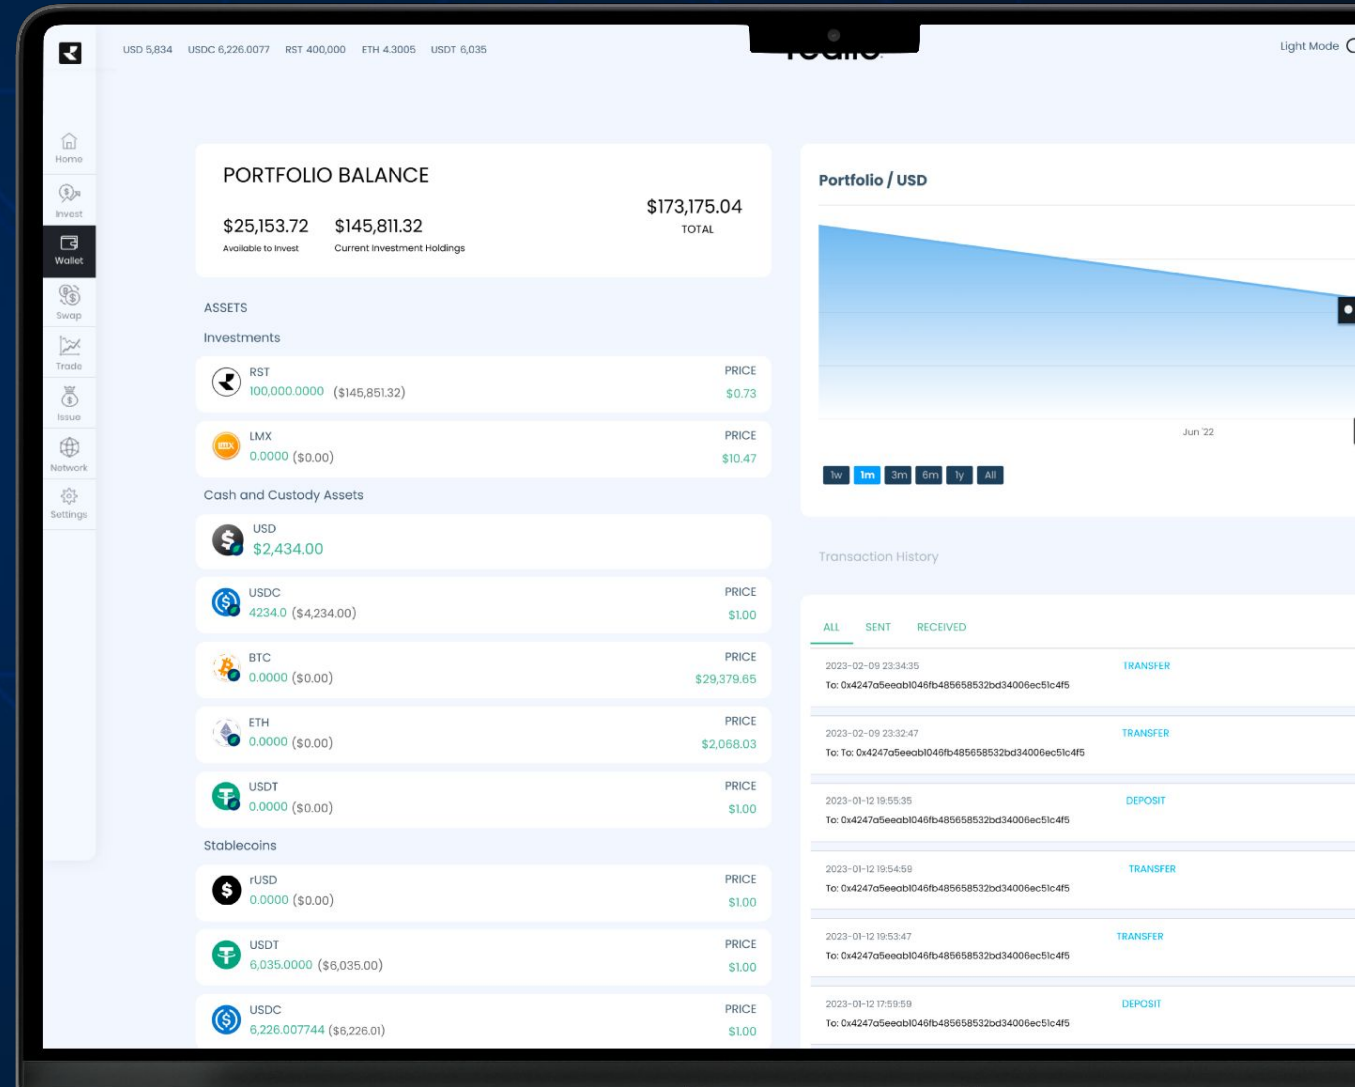 USD 5,834 USDC 6,226.0077 RST 400,000 ETH 4.3005 USDT 6,035
Light Mode
Home
Invest
Wallet
Swap
Trade
Issue
Network
Settings
PORTFOLIO BALANCE
$25,153.72 $145,811.32
Available to Invest Current Investment Holdings
$173,175.04
TOTAL
ASSETS
Investments
RST PRICE
100,000.0000 ($145,851.32) $0.73
LMX PRICE
LMX
0.0000 ($0.00) $10.47
Cash and Custody Assets
USD
$2,434.00
USDC PRICE
4234.0 ($4,234.00) $1.00
BTC PRICE
0.0000 ($0.00) $29,379.65
ETH PRICE
0.0000 ($0.00) $2,068.03
USDT PRICE
0.0000 ($0.00) $1.00
Stablecoins
rUSD PRICE
0.0000 ($0.00) $1.00
USDT PRICE
6,035.0000 ($6,035.00) $1.00
USDC PRICE
6,226.007744 ($6,226.01) $1.00
Portfolio / USD
Jun '22
1w 1m 3m 6m 1y All
Transaction History
ALL SENT RECEIVED
2023-02-09 23:34:35 TRANSFER
To: 0x4247a5eeab1046fb485658532bd34006ec51c4f5
2023-02-09 23:32:47 TRANSFER
To: To: 0x4247a5eeab1046fb485658532bd34006ec51c4f5
2023-01-12 19:55:35 DEPOSIT
To: 0x4247a5eeab1046fb485658532bd34006ec51c4f5
2023-01-12 19:54:59 TRANSFER
To: 0x4247a5eeab1046fb485658532bd34006ec51c4f5
2023-01-12 19:53:47 TRANSFER
To: 0x4247a5eeab1046fb485658532bd34006ec51c4f5
2023-01-12 17:59:59 DEPOSIT
To: 0x4247a5eeab1046fb485658532bd34006ec51c4f5